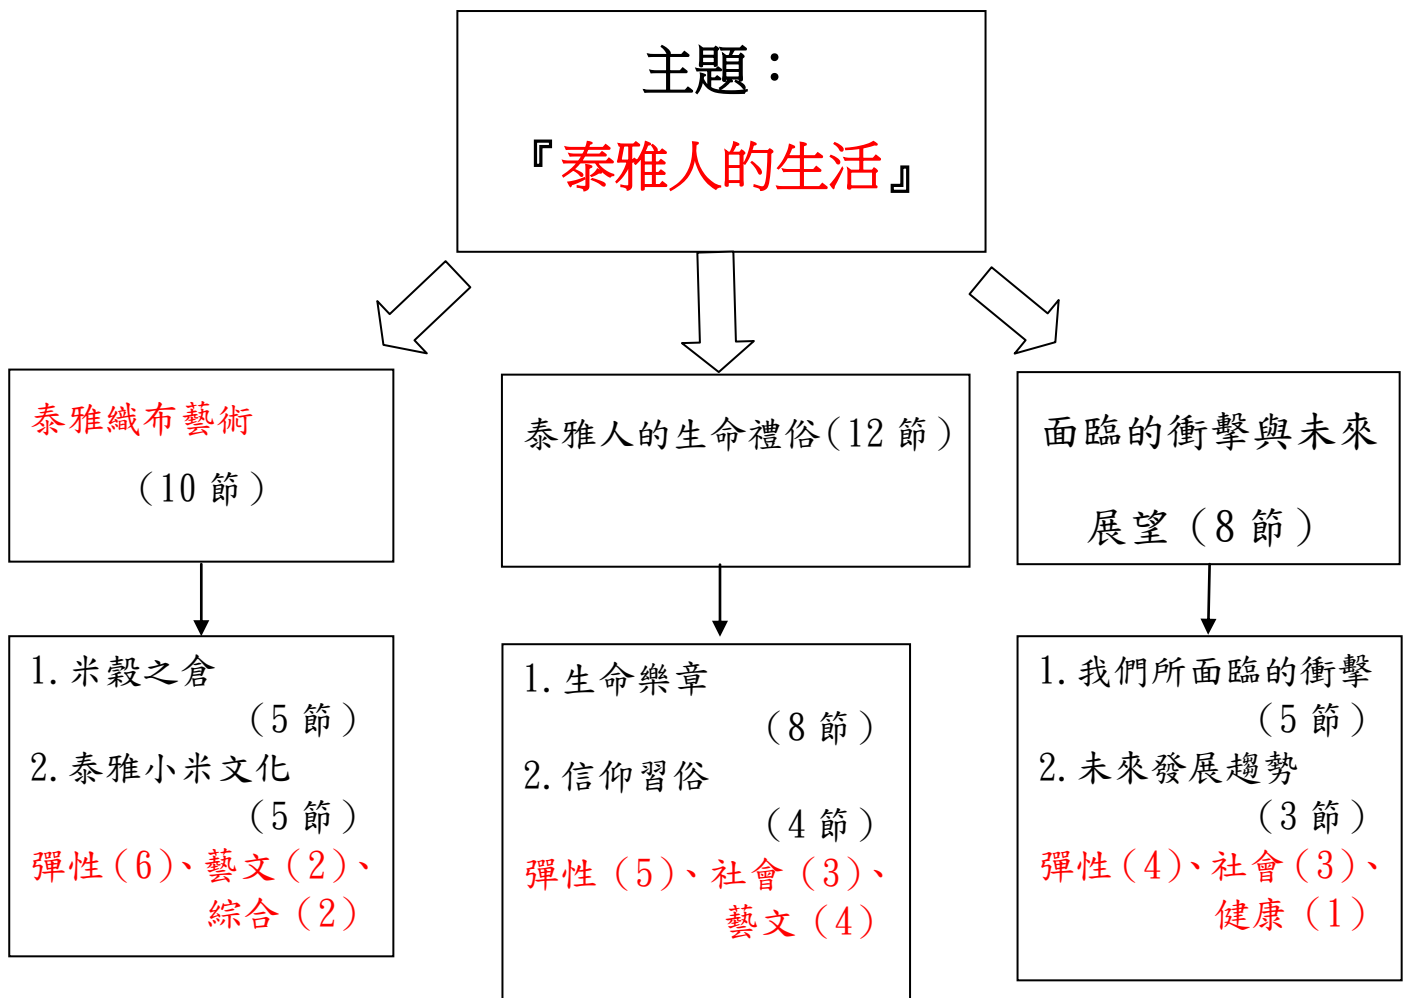 主題：
『泰雅人的生活』
泰雅織布藝術
（10 節）
泰雅人的生命禮俗（12 節）
面臨的衝擊與未來
展望（8 節）
1. 米穀之倉
（5 節）
2. 泰雅小米文化
（5 節）
彈性（6）、藝文（2）、
綜合（2）
1. 生命樂章
（8 節）
2. 信仰習俗
（4 節）
彈性（5）、社會（3）、
藝文（4）
1. 我們所面臨的衝擊
（5 節）
2. 未來發展趨勢
（3 節）
彈性（4）、社會（3）、
健康（1）